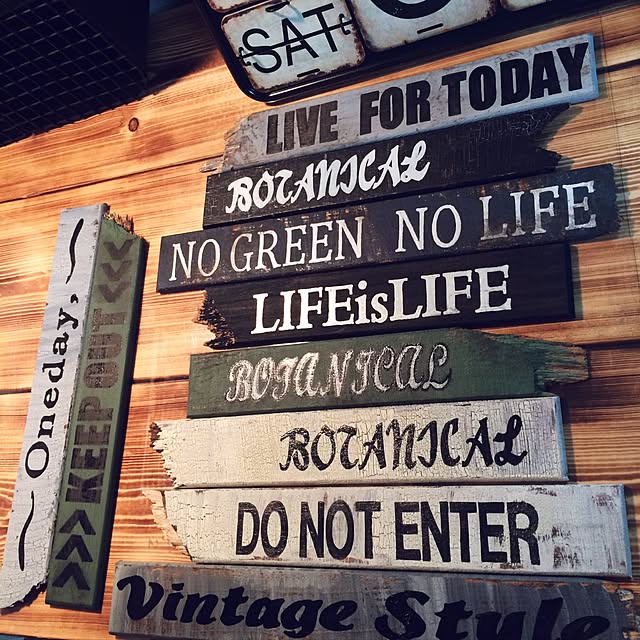 SAT
LIVE FOR TODAY
BOTANICAL
NO GREEN NO LIFE
LIFEisLIFE
BOTANICAL
BOTANICAL
DO NOT ENTER
Vintage Style
~Oneday,~
>>>KEEP OUT<<<